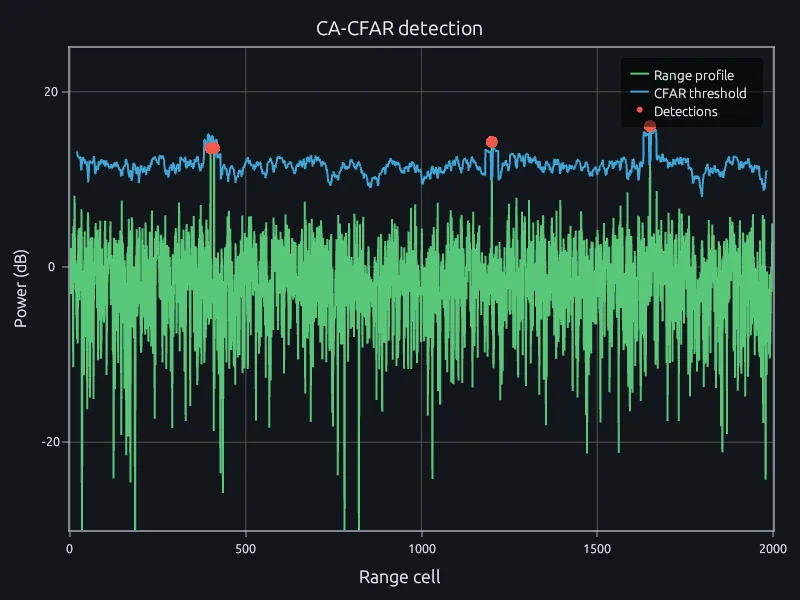 CA-CFAR detection
Range profile
CFAR threshold
Detections
20
0
-20
Power (dB)
0 500 1000 1500 2000
Range cell